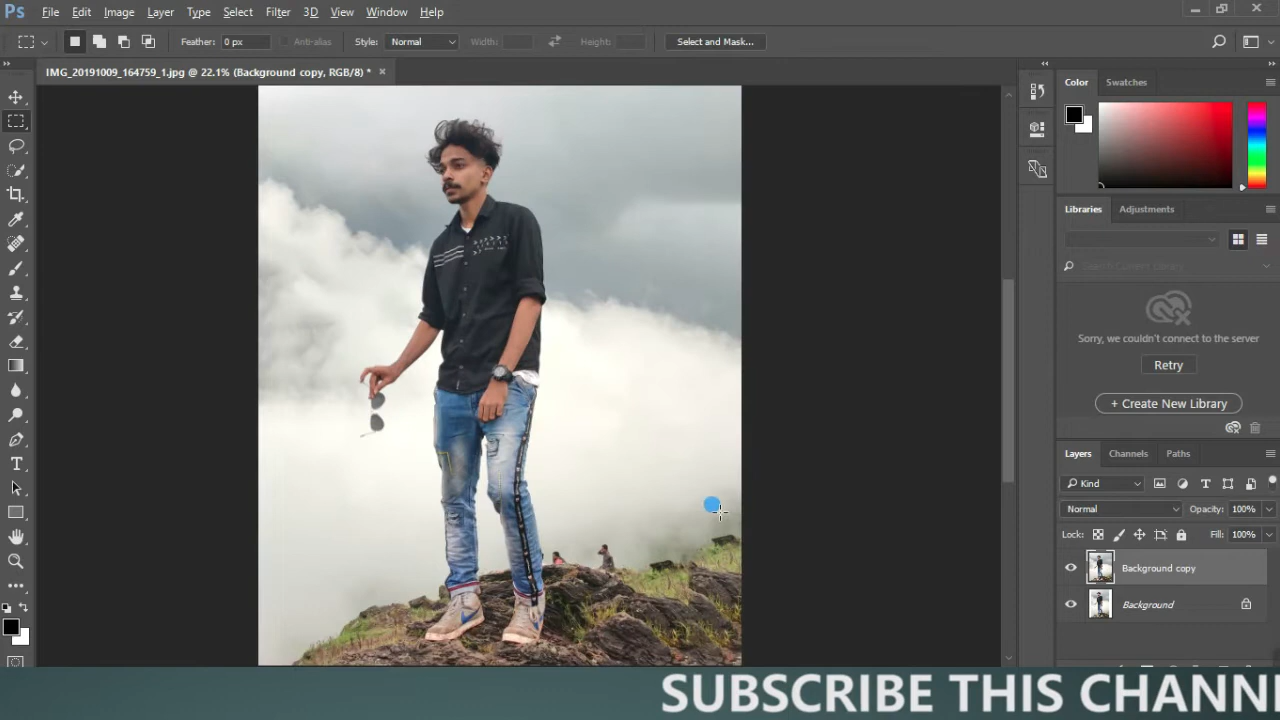 Ps File Edit Image Layer Type Select Filter 3D View Window Help
Feather: 0 px Anti-alias Style: Normal Width: Height: Select and Mask...
IMG_20191009_164759_1.jpg @ 22.1% (Background copy, RGB/8) *
Color Swatches
Libraries Adjustments
Search Current Library
Sorry, we couldn't connect to the server
Retry
+ Create New Library
Layers Channels Paths
Kind
Normal Opacity: 100%
Lock: Fill: 100%
Background copy
Background
SUBSCRIBE THIS CHANN